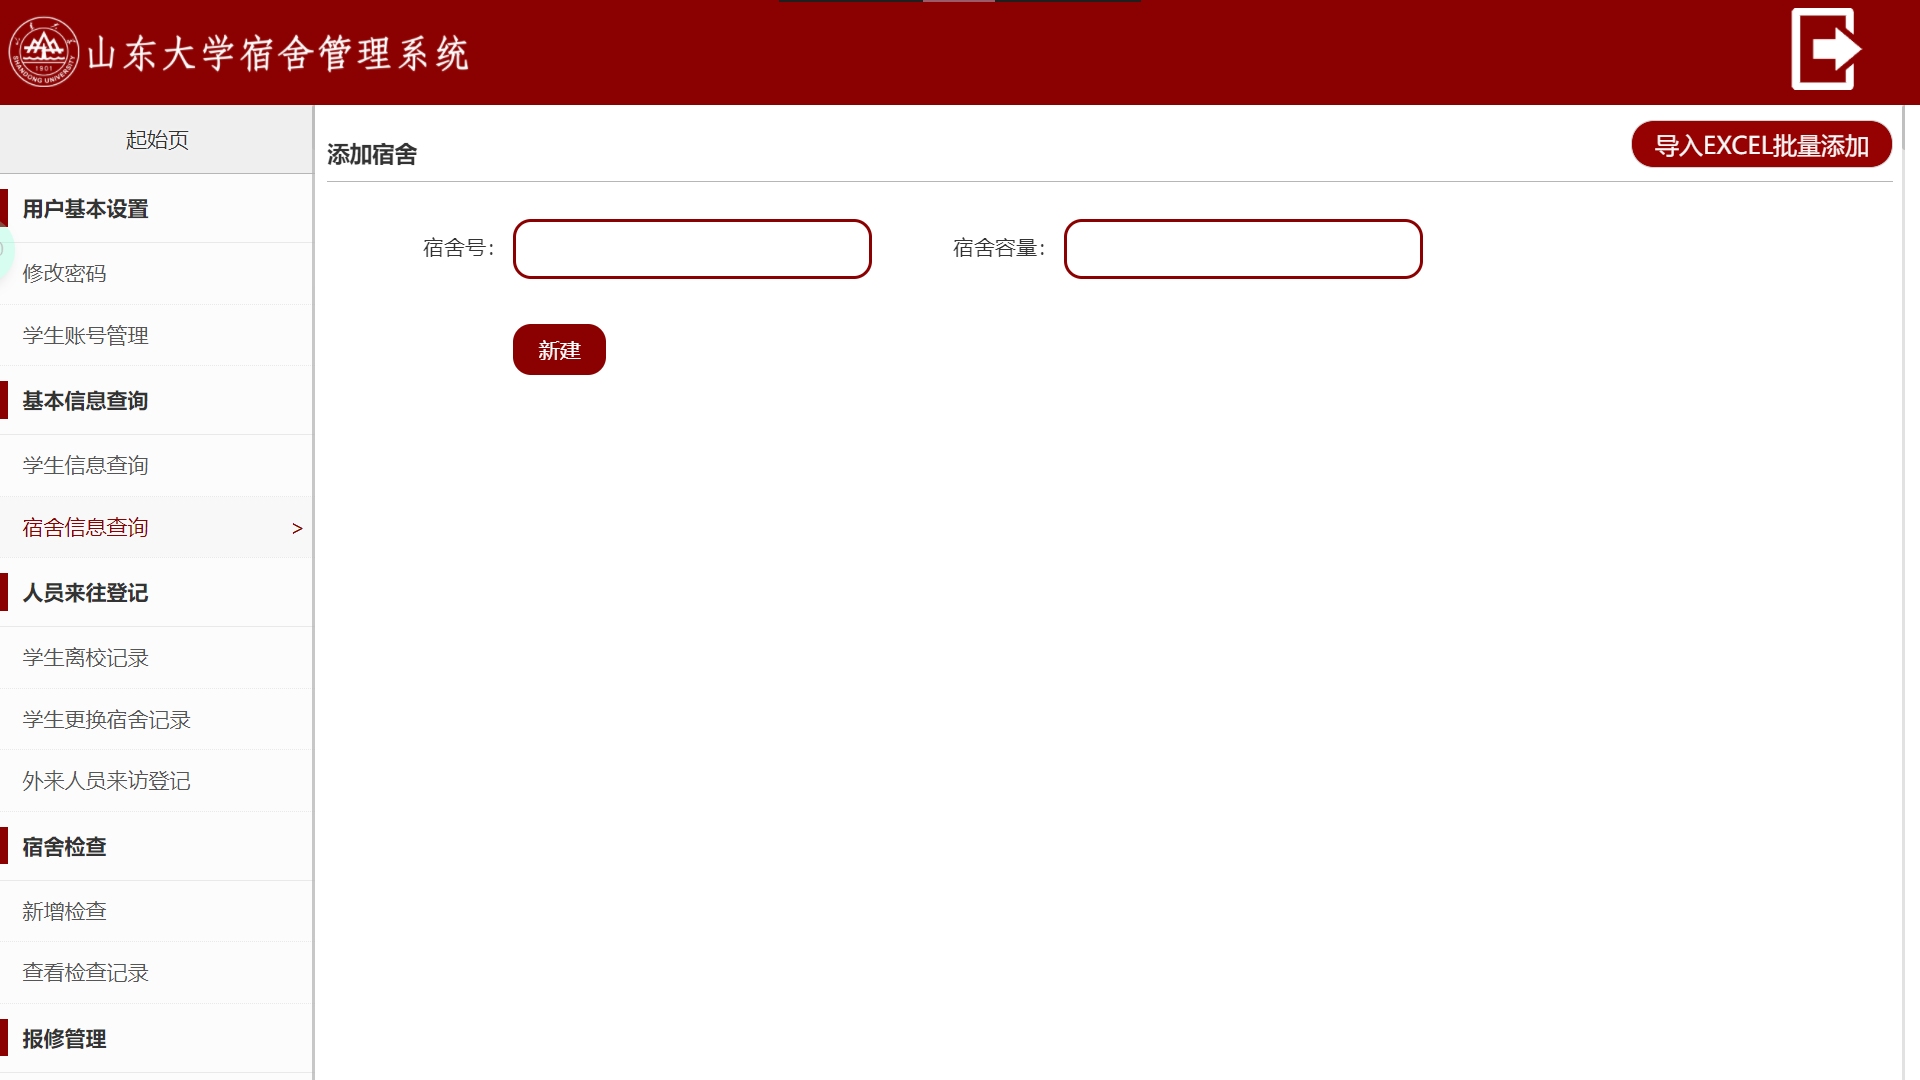 山东大学宿舍管理系统
SHANDONG UNIVERSITY
1901
起始页
用户基本设置
修改密码
学生账号管理
基本信息查询
学生信息查询
宿舍信息查询 >
人员来往登记
学生离校记录
学生更换宿舍记录
外来人员来访登记
宿舍检查
新增检查
查看检查记录
报修管理
添加宿舍
导入EXCEL批量添加
宿舍号：
宿舍容量：
新建